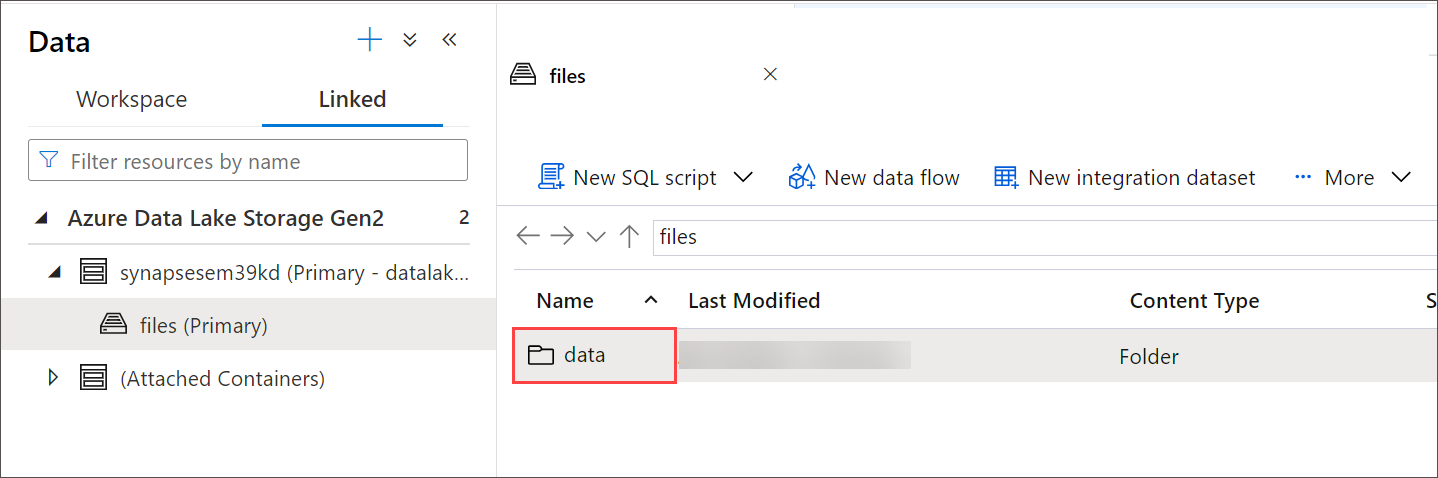 Data
Workspace
Linked
Filter resources by name
Azure Data Lake Storage Gen2 2
synapsesem39kd (Primary - datalak...
files (Primary)
(Attached Containers)
files
New SQL script
New data flow
New integration dataset
··· More
files
Name Last Modified Content Type S
data Folder